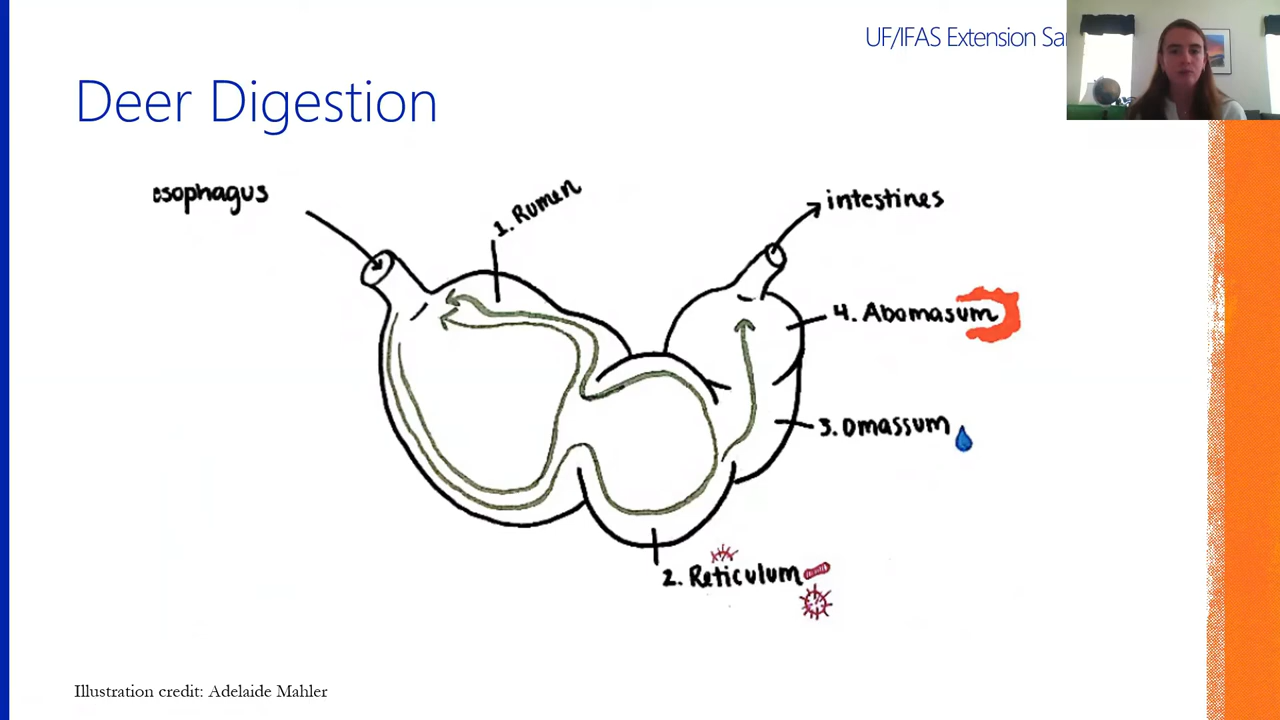 UF/IFAS Extension
Deer Digestion
esophagus
1. Rumen
intestines
4. Abomasum
3. Omassum
2. Reticulum
Illustration credit: Adelaide Mahler